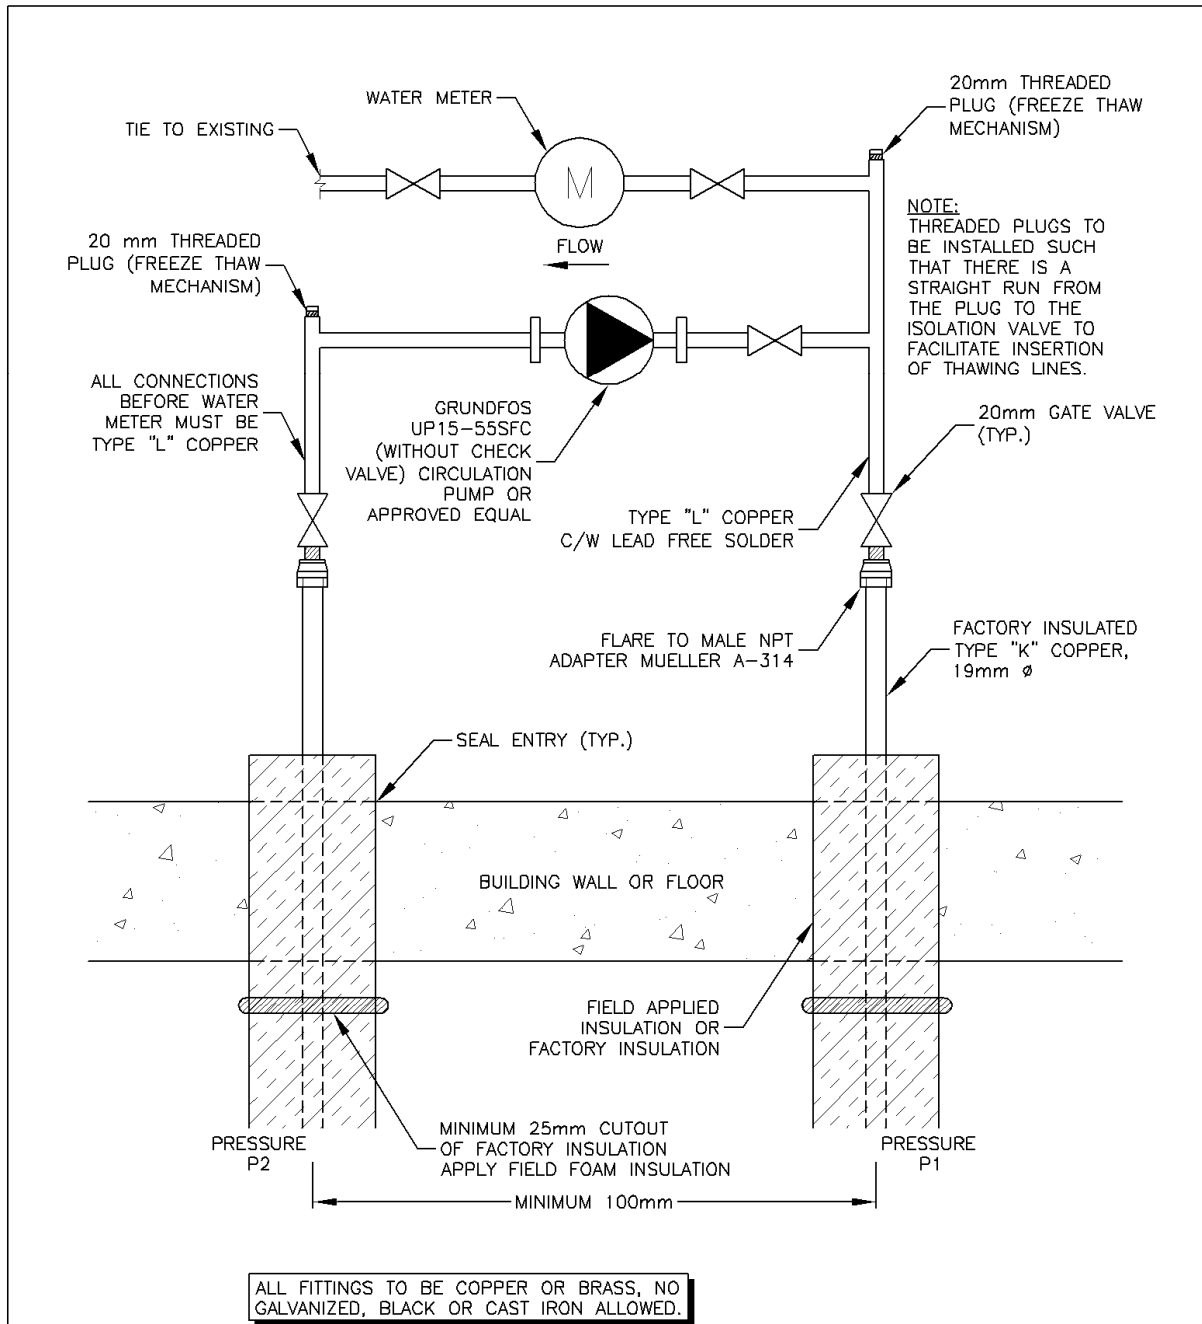 WATER METER
TIE TO EXISTING
20mm THREADED
PLUG (FREEZE THAW
MECHANISM)
M
NOTE:
THREADED PLUGS TO
BE INSTALLED SUCH
THAT THERE IS A
STRAIGHT RUN FROM
THE PLUG TO THE
ISOLATION VALVE TO
FACILITATE INSERTION
OF THAWING LINES.
FLOW
20 mm THREADED
PLUG (FREEZE THAW
MECHANISM)
ALL CONNECTIONS
BEFORE WATER
METER MUST BE
TYPE "L" COPPER
GRUNDFOS
UP15-55SFC
(WITHOUT CHECK
VALVE) CIRCULATION
PUMP OR
APPROVED EQUAL
20mm GATE VALVE
(TYP.)
TYPE "L" COPPER
C/W LEAD FREE SOLDER
FLARE TO MALE NPT
ADAPTER MUELLER A-314
FACTORY INSULATED
TYPE "K" COPPER,
19mm ø
SEAL ENTRY (TYP.)
BUILDING WALL OR FLOOR
FIELD APPLIED
INSULATION OR
FACTORY INSULATION
MINIMUM 25mm CUTOUT
OF FACTORY INSULATION
APPLY FIELD FOAM INSULATION
PRESSURE
P2
PRESSURE
P1
MINIMUM 100mm
ALL FITTINGS TO BE COPPER OR BRASS, NO
GALVANIZED, BLACK OR CAST IRON ALLOWED.